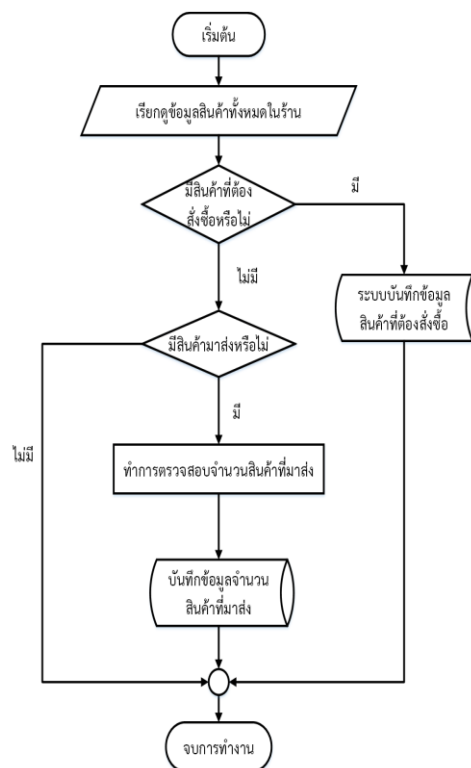 เริ่มต้น
เรียกดูข้อมูลสินค้าทั้งหมดในร้าน
มีสินค้าที่ต้อง
สั่งซื้อหรือไม่
มี
ไม่มี
ระบบบันทึกข้อมูล
สินค้าที่ต้องสั่งซื้อ
มีสินค้ามาส่งหรือไม่
ไม่มี
มี
ทำการตรวจสอบจำนวนสินค้าที่มาส่ง
บันทึกข้อมูลจำนวน
สินค้าที่มาส่ง
จบการทำงาน